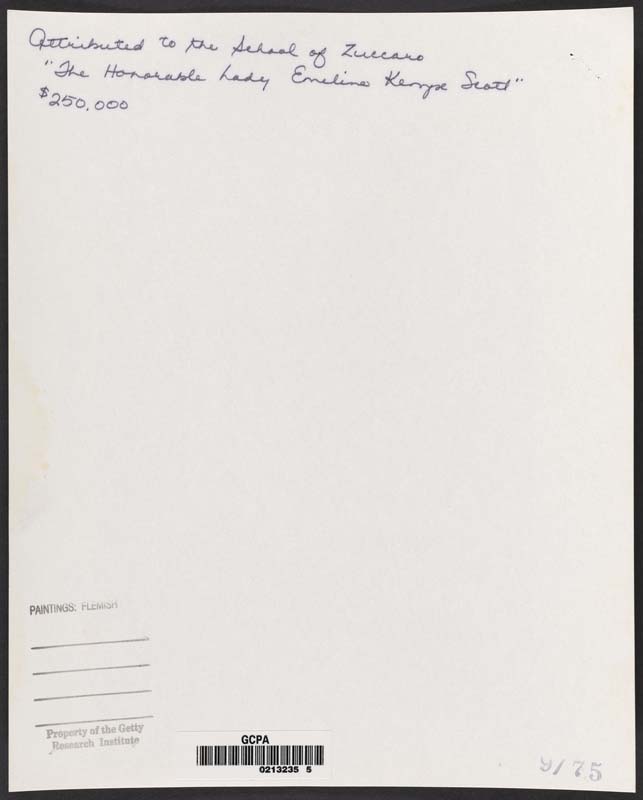 Attributed to the School of Zuccaro
"The Honorable Lady Emeline Kempe Scott"
$250,000
PAINTINGS: FLEMISH
Property of the Getty
Research Institute
GCPA
0213235 5
9/75